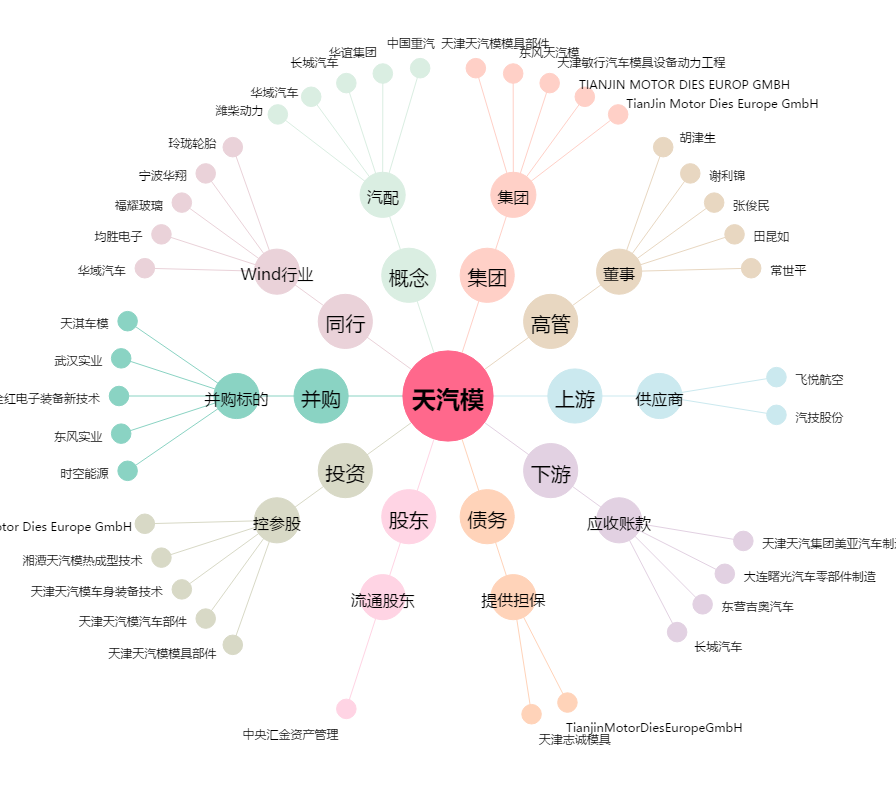 中国重汽
天津天汽模模具部件
华谊集团
东风天汽模
长城汽车
天津敏行汽车模具设备动力工程
华域汽车
TIANJIN MOTOR DIES EUROP GMBH
潍柴动力
TianJin Motor Dies Europe GmbH
玲珑轮胎
胡津生
宁波华翔
谢利锦
汽配
集团
福耀玻璃
张俊民
均胜电子
田昆如
华域汽车
Wind行业
概念
集团
董事
常世平
同行
高管
天淇车模
武汉实业
飞悦航空
全红电子装备新技术
并购标的
并购
天汽模
上游
供应商
汽技股份
东风实业
时空能源
投资
下游
otor Dies Europe GmbH
控参股
股东
债务
应收账款
天津天汽集团美亚汽车制造
湘潭天汽模热成型技术
大连曙光汽车零部件制造
天津天汽模车身装备技术
流通股东
提供担保
东营吉奥汽车
天津天汽模汽车部件
长城汽车
天津天汽模模具部件
中央汇金资产管理
TianjinMotorDiesEuropeGmbH
天津志诚模具